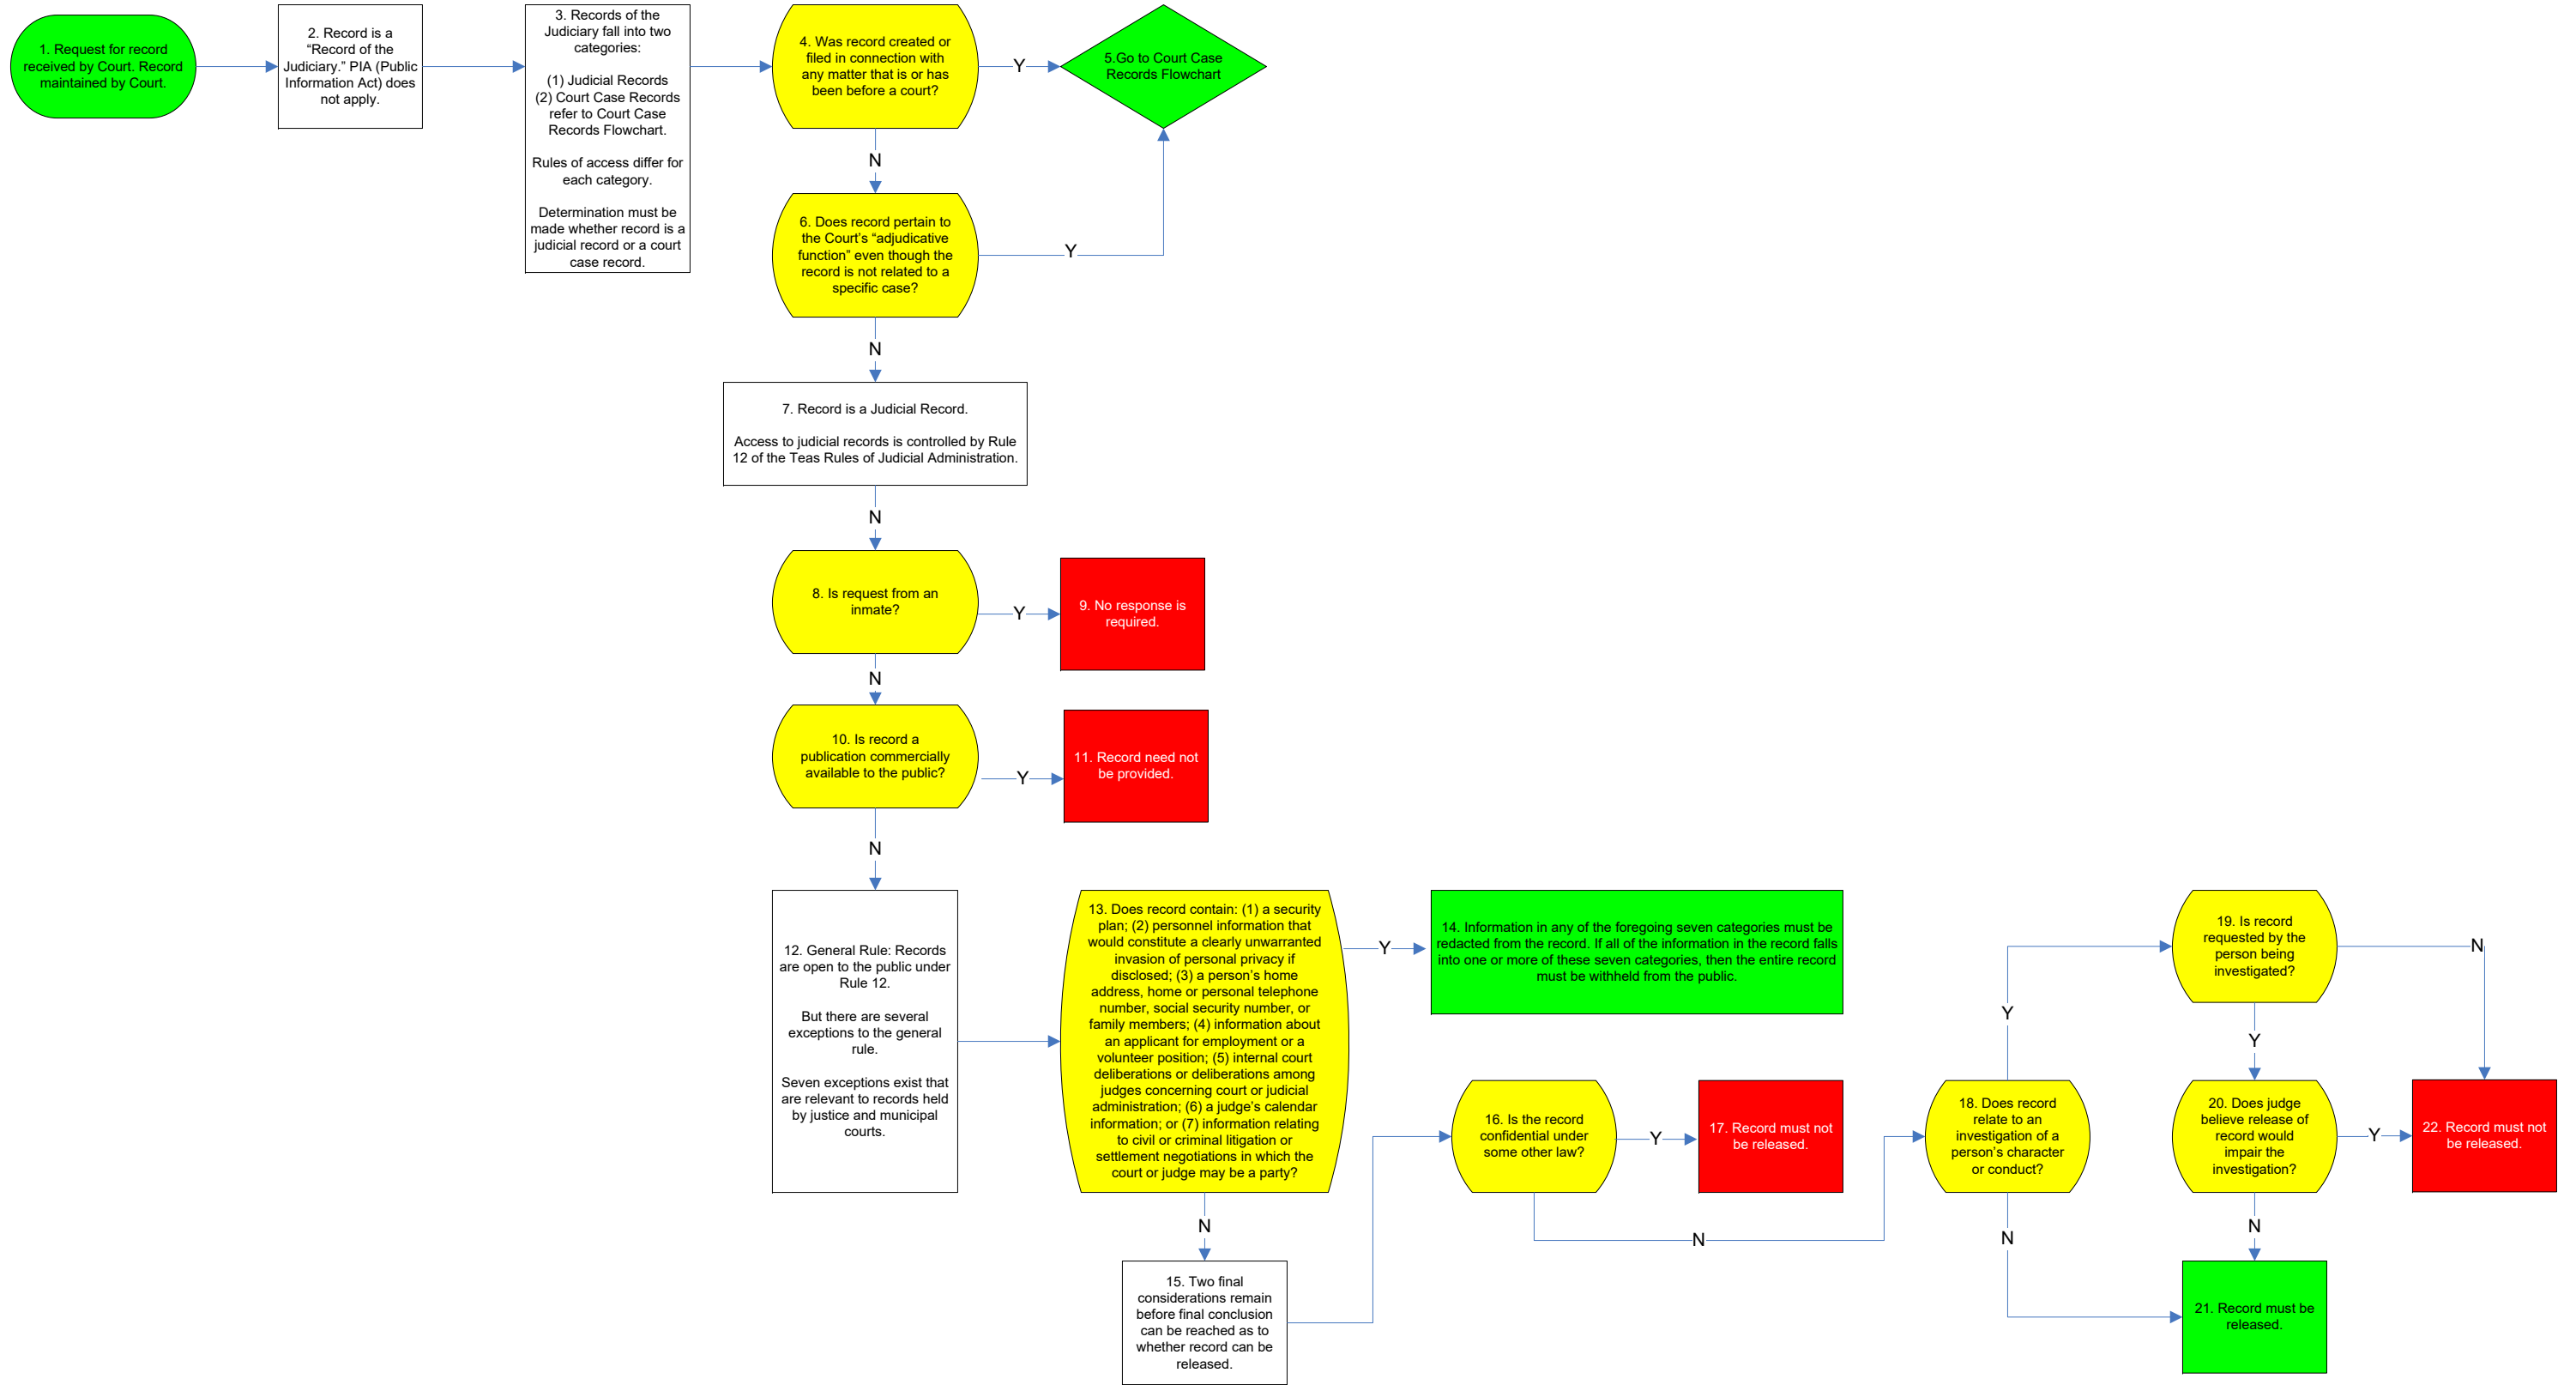 1. Request for record
received by Court. Record
maintained by Court.
2. Record is a
“Record of the
Judiciary.” PIA (Public
Information Act) does
not apply.
3. Records of the
Judiciary fall into two
categories:
(1) Judicial Records
(2) Court Case Records
refer to Court Case
Records Flowchart.
Rules of access differ for
each category.
Determination must be
made whether record is a
judicial record or a court
case record.
4. Was record created or
filed in connection with
any matter that is or has
been before a court?
Y
5.Go to Court Case
Records Flowchart
N
6. Does record pertain to
the Court’s “adjudicative
function” even though the
record is not related to a
specific case?
Y
N
7. Record is a Judicial Record.
Access to judicial records is controlled by Rule
12 of the Teas Rules of Judicial Administration.
N
8. Is request from an
inmate?
Y
9. No response is
required.
N
10. Is record a
publication commercially
available to the public?
Y
11. Record need not
be provided.
N
12. General Rule: Records
are open to the public under
Rule 12.
But there are several
exceptions to the general
rule.
Seven exceptions exist that
are relevant to records held
by justice and municipal
courts.
13. Does record contain: (1) a security
plan; (2) personnel information that
would constitute a clearly unwarranted
invasion of personal privacy if
disclosed; (3) a person’s home
address, home or personal telephone
number, social security number, or
family members; (4) information about
an applicant for employment or a
volunteer position; (5) internal court
deliberations or deliberations among
judges concerning court or judicial
administration; (6) a judge’s calendar
information; or (7) information relating
to civil or criminal litigation or
settlement negotiations in which the
court or judge may be a party?
Y
14. Information in any of the foregoing seven categories must be
redacted from the record. If all of the information in the record falls
into one or more of these seven categories, then the entire record
must be withheld from the public.
N
15. Two final
considerations remain
before final conclusion
can be reached as to
whether record can be
released.
16. Is the record
confidential under
some other law?
Y
17. Record must not
be released.
N
18. Does record
relate to an
investigation of a
person’s character
or conduct?
Y
N
19. Is record
requested by the
person being
investigated?
N
Y
20. Does judge
believe release of
record would
impair the
investigation?
Y
22. Record must not
be released.
N
21. Record must be
released.